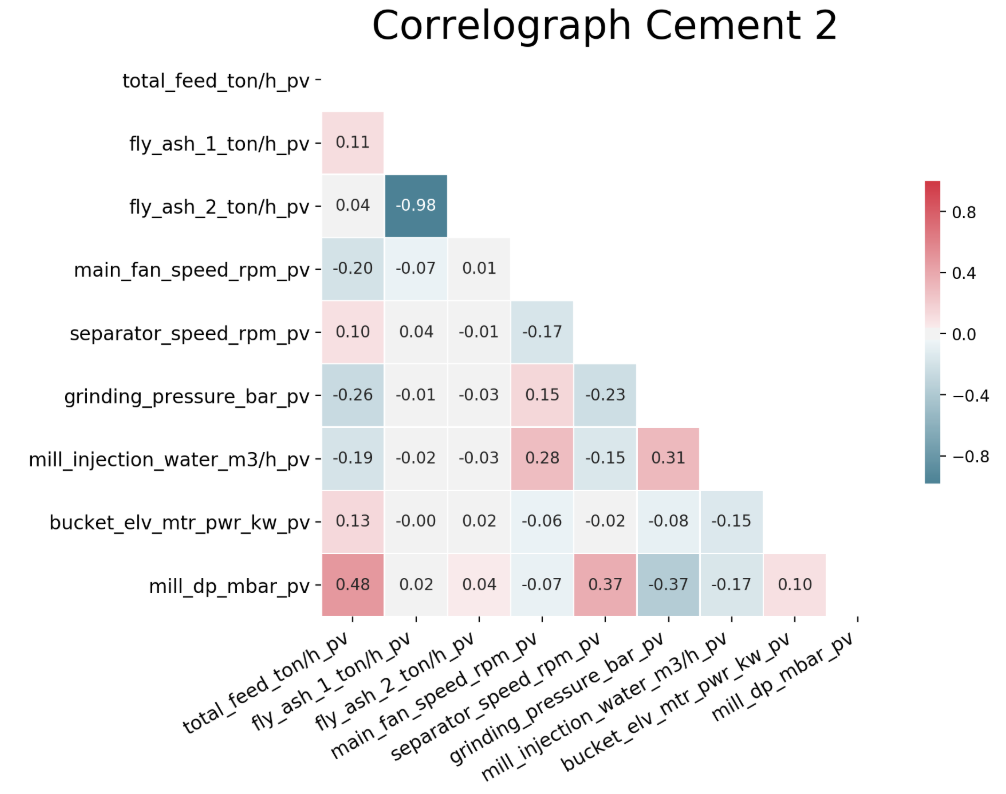 Correlograph Cement 2
total_feed_ton/h_pv
fly_ash_1_ton/h_pv 0.11
fly_ash_2_ton/h_pv 0.04 -0.98
main_fan_speed_rpm_pv -0.20 -0.07 0.01
separator_speed_rpm_pv 0.10 0.04 -0.01 -0.17
grinding_pressure_bar_pv -0.26 -0.01 -0.03 0.15 -0.23
mill_injection_water_m3/h_pv -0.19 -0.02 -0.03 0.28 -0.15 0.31
bucket_elv_mtr_pwr_kw_pv 0.13 -0.00 0.02 -0.06 -0.02 -0.08 -0.15
mill_dp_mbar_pv 0.48 0.02 0.04 -0.07 0.37 -0.37 -0.17 0.10
total_feed_ton/h_pv
fly_ash_1_ton/h_pv
fly_ash_2_ton/h_pv
main_fan_speed_rpm_pv
separator_speed_rpm_pv
grinding_pressure_bar_pv
mill_injection_water_m3/h_pv
bucket_elv_mtr_pwr_kw_pv
mill_dp_mbar_pv
0.8
0.4
0.0
−0.4
−0.8